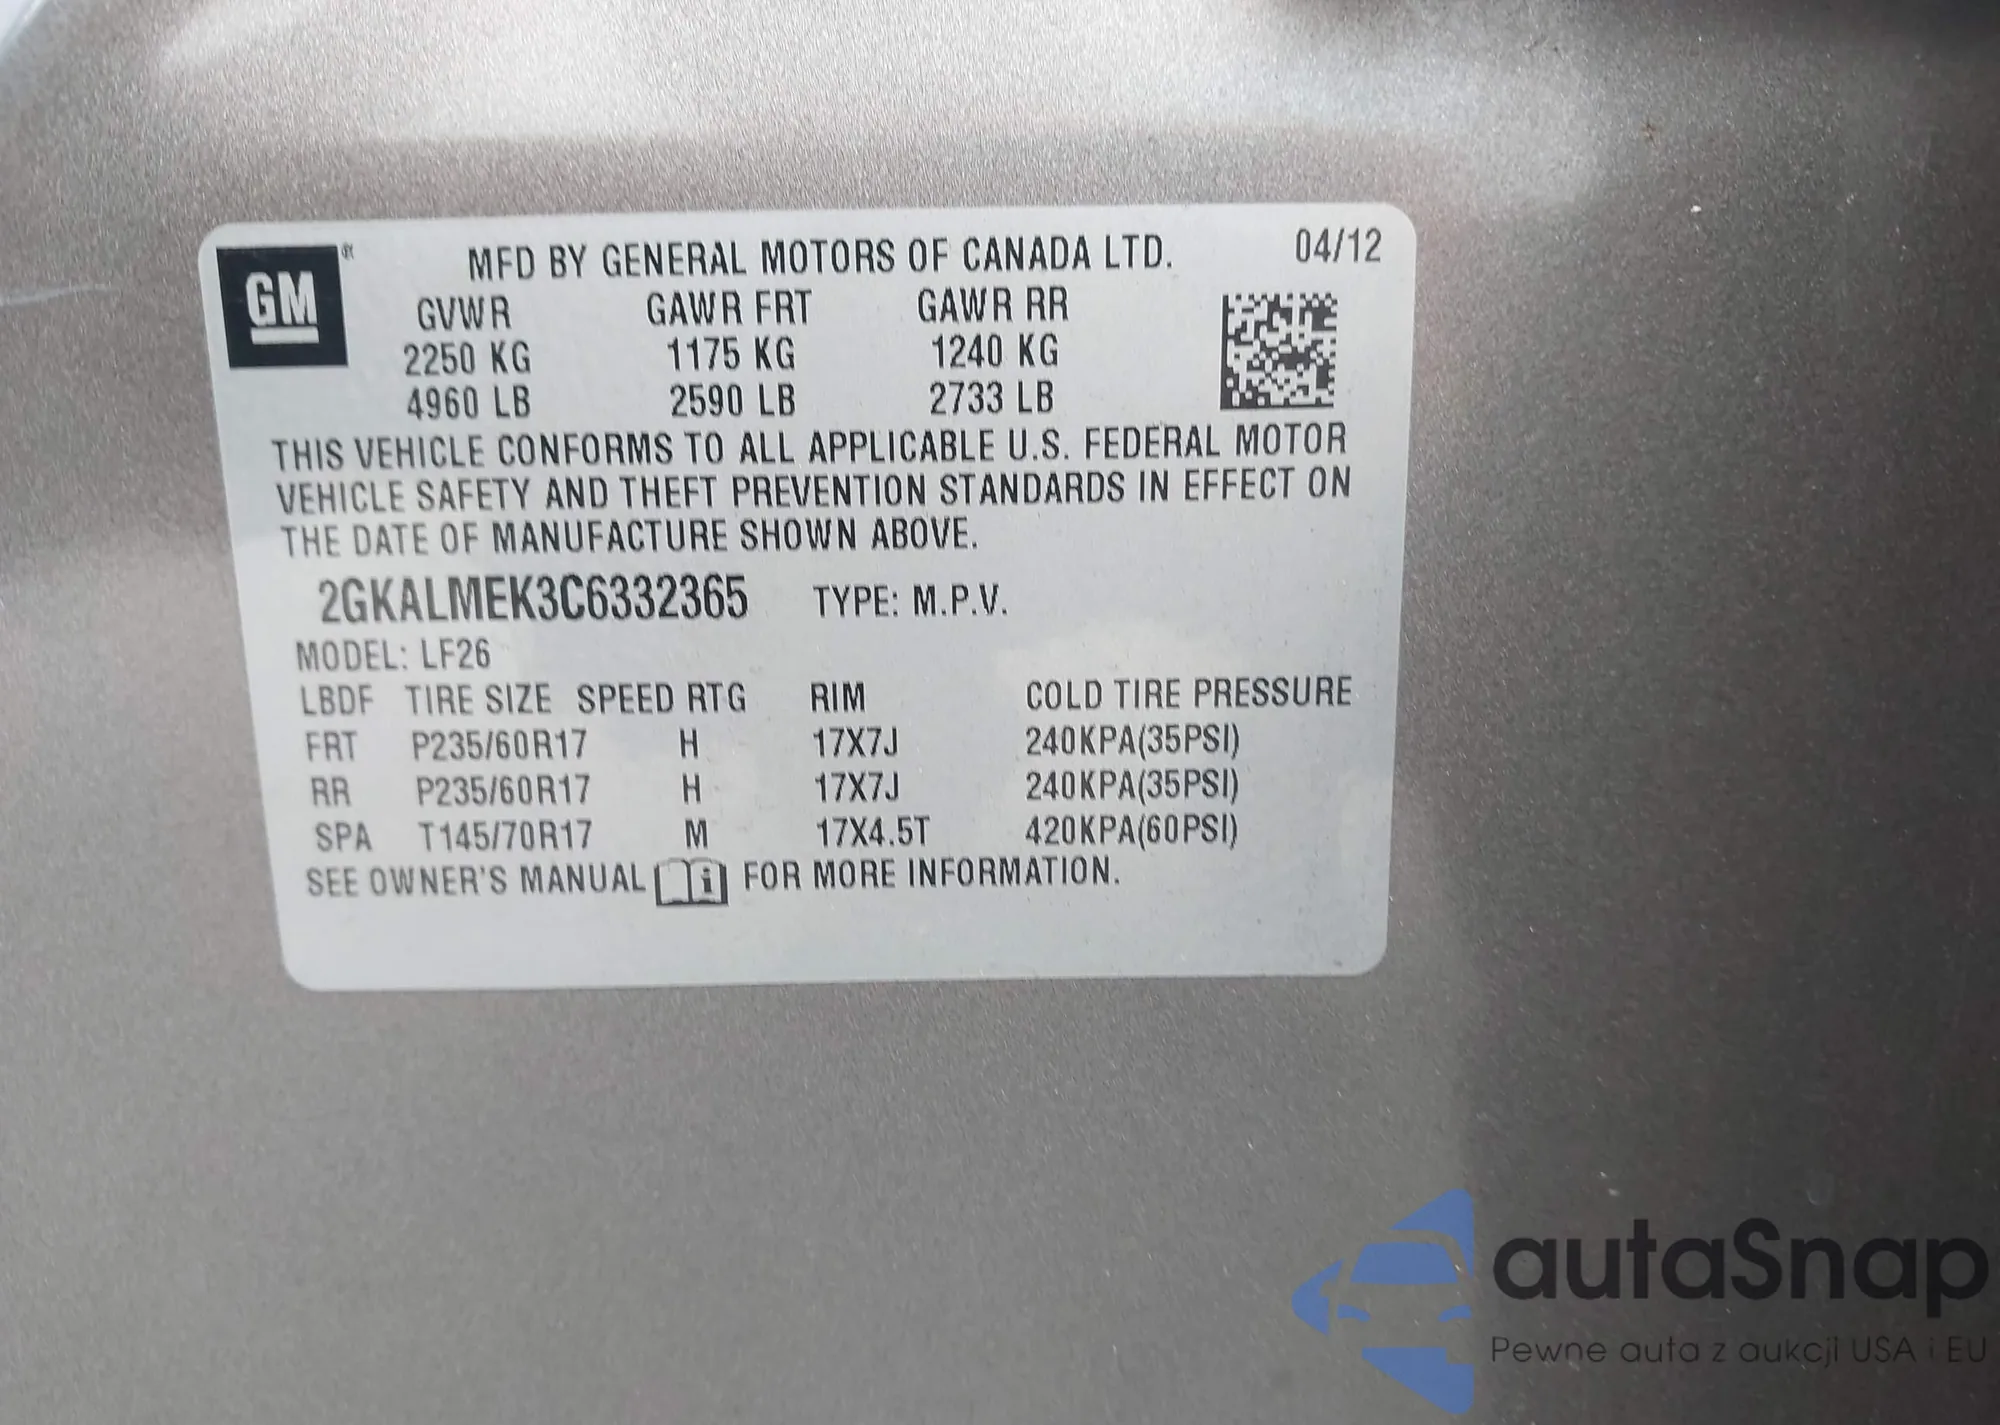 GM ®
MFD BY GENERAL MOTORS OF CANADA LTD. 04/12
GVWR GAWR FRT GAWR RR
2250 KG 1175 KG 1240 KG
4960 LB 2590 LB 2733 LB
THIS VEHICLE CONFORMS TO ALL APPLICABLE U.S. FEDERAL MOTOR
VEHICLE SAFETY AND THEFT PREVENTION STANDARDS IN EFFECT ON
THE DATE OF MANUFACTURE SHOWN ABOVE.
2GKALMEK3C6332365 TYPE: M.P.V.
MODEL: LF26
LBDF TIRE SIZE SPEED RTG RIM COLD TIRE PRESSURE
FRT P235/60R17 H 17X7J 240KPA(35PSI)
RR P235/60R17 H 17X7J 240KPA(35PSI)
SPA T145/70R17 M 17X4.5T 420KPA(60PSI)
SEE OWNER'S MANUAL i FOR MORE INFORMATION.
autaSnap
Pewne auta z aukcji USA i EU